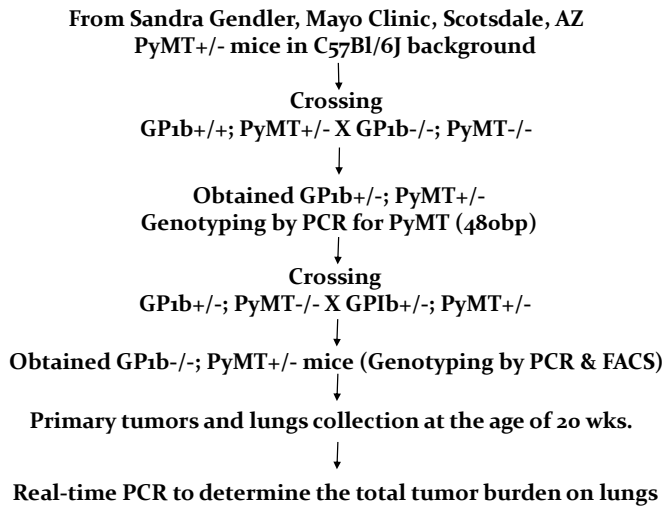 From Sandra Gendler, Mayo Clinic, Scotsdale, AZ
PyMT+/- mice in C57Bl/6J background
Crossing
GP1b+/+; PyMT+/- X GP1b-/-; PyMT-/-
Obtained GP1b+/-; PyMT+/-
Genotyping by PCR for PyMT (480bp)
Crossing
GP1b+/-; PyMT-/- X GPIb+/-; PyMT+/-
Obtained GP1b-/-; PyMT+/- mice (Genotyping by PCR & FACS)
Primary tumors and lungs collection at the age of 20 wks.
Real-time PCR to determine the total tumor burden on lungs